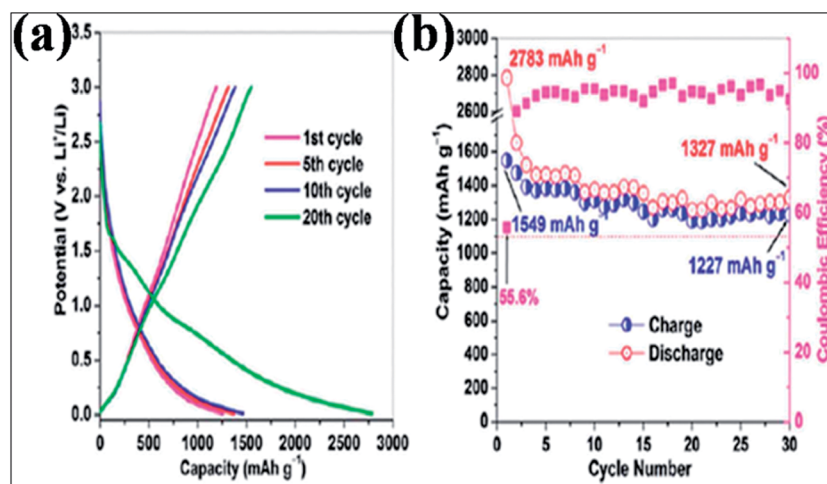 (a)
3.5
3.0
2.5
2.0
1.5
1.0
0.5
0.0
Potential (V vs. Li⁺/Li)
1st cycle
5th cycle
10th cycle
20th cycle
0 500 1000 1500 2000 2500 3000
Capacity (mAh g⁻¹)
(b)
3000
2800
2600
1600
1400
1200
1000
800
600
400
200
0
Capacity (mAh g⁻¹)
2783 mAh g⁻¹
1327 mAh g⁻¹
1549 mAh g
1227 mAh g⁻¹
55.6%
Charge
Discharge
100
80
60
40
20
0
Coulombic Efficiency (%)
0 5 10 15 20 25 30
Cycle Number